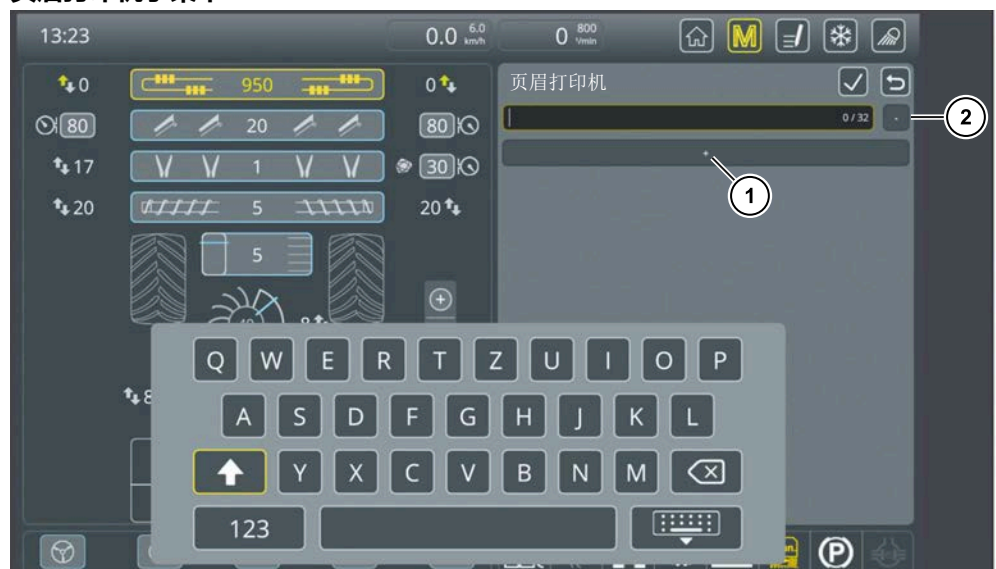 13:23
0.0 6.0 km/h
0 800 1/min
M
0 950 0
80 20 80
17 1 30
20 5 20
5
页眉打印机
0 / 32
-
+
1
2
Q W E R T Z U I O P
A S D F G H J K L
Y X C V B N M
123
P